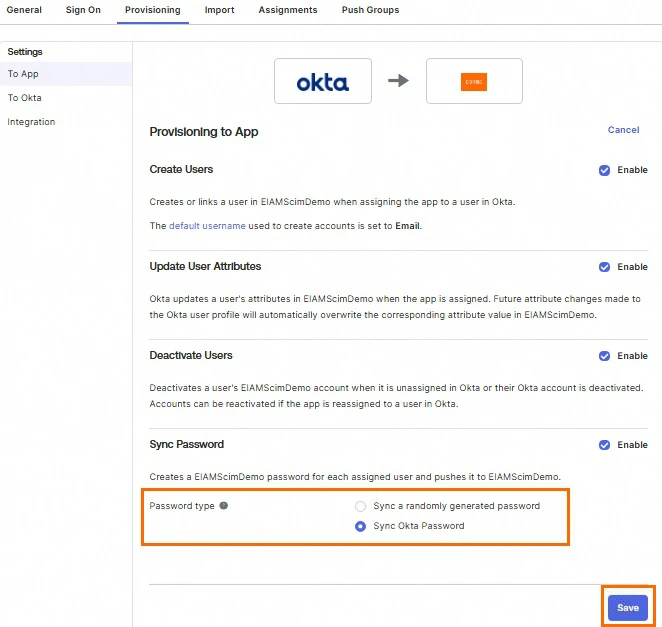 General Sign On Provisioning Import Assignments Push Groups
Settings
To App
To Okta
Integration
okta
Provisioning to App
Cancel
Create Users
Enable
Creates or links a user in EIAMScimDemo when assigning the app to a user in Okta.
The default username used to create accounts is set to Email.
Update User Attributes
Enable
Okta updates a user's attributes in EIAMScimDemo when the app is assigned. Future attribute changes made to
the Okta user profile will automatically overwrite the corresponding attribute value in EIAMScimDemo.
Deactivate Users
Enable
Deactivates a user's EIAMScimDemo account when it is unassigned in Okta or their Okta account is deactivated.
Accounts can be reactivated if the app is reassigned to a user in Okta.
Sync Password
Enable
Creates a EIAMScimDemo password for each assigned user and pushes it to EIAMScimDemo.
Password type
Sync a randomly generated password
Sync Okta Password
Save